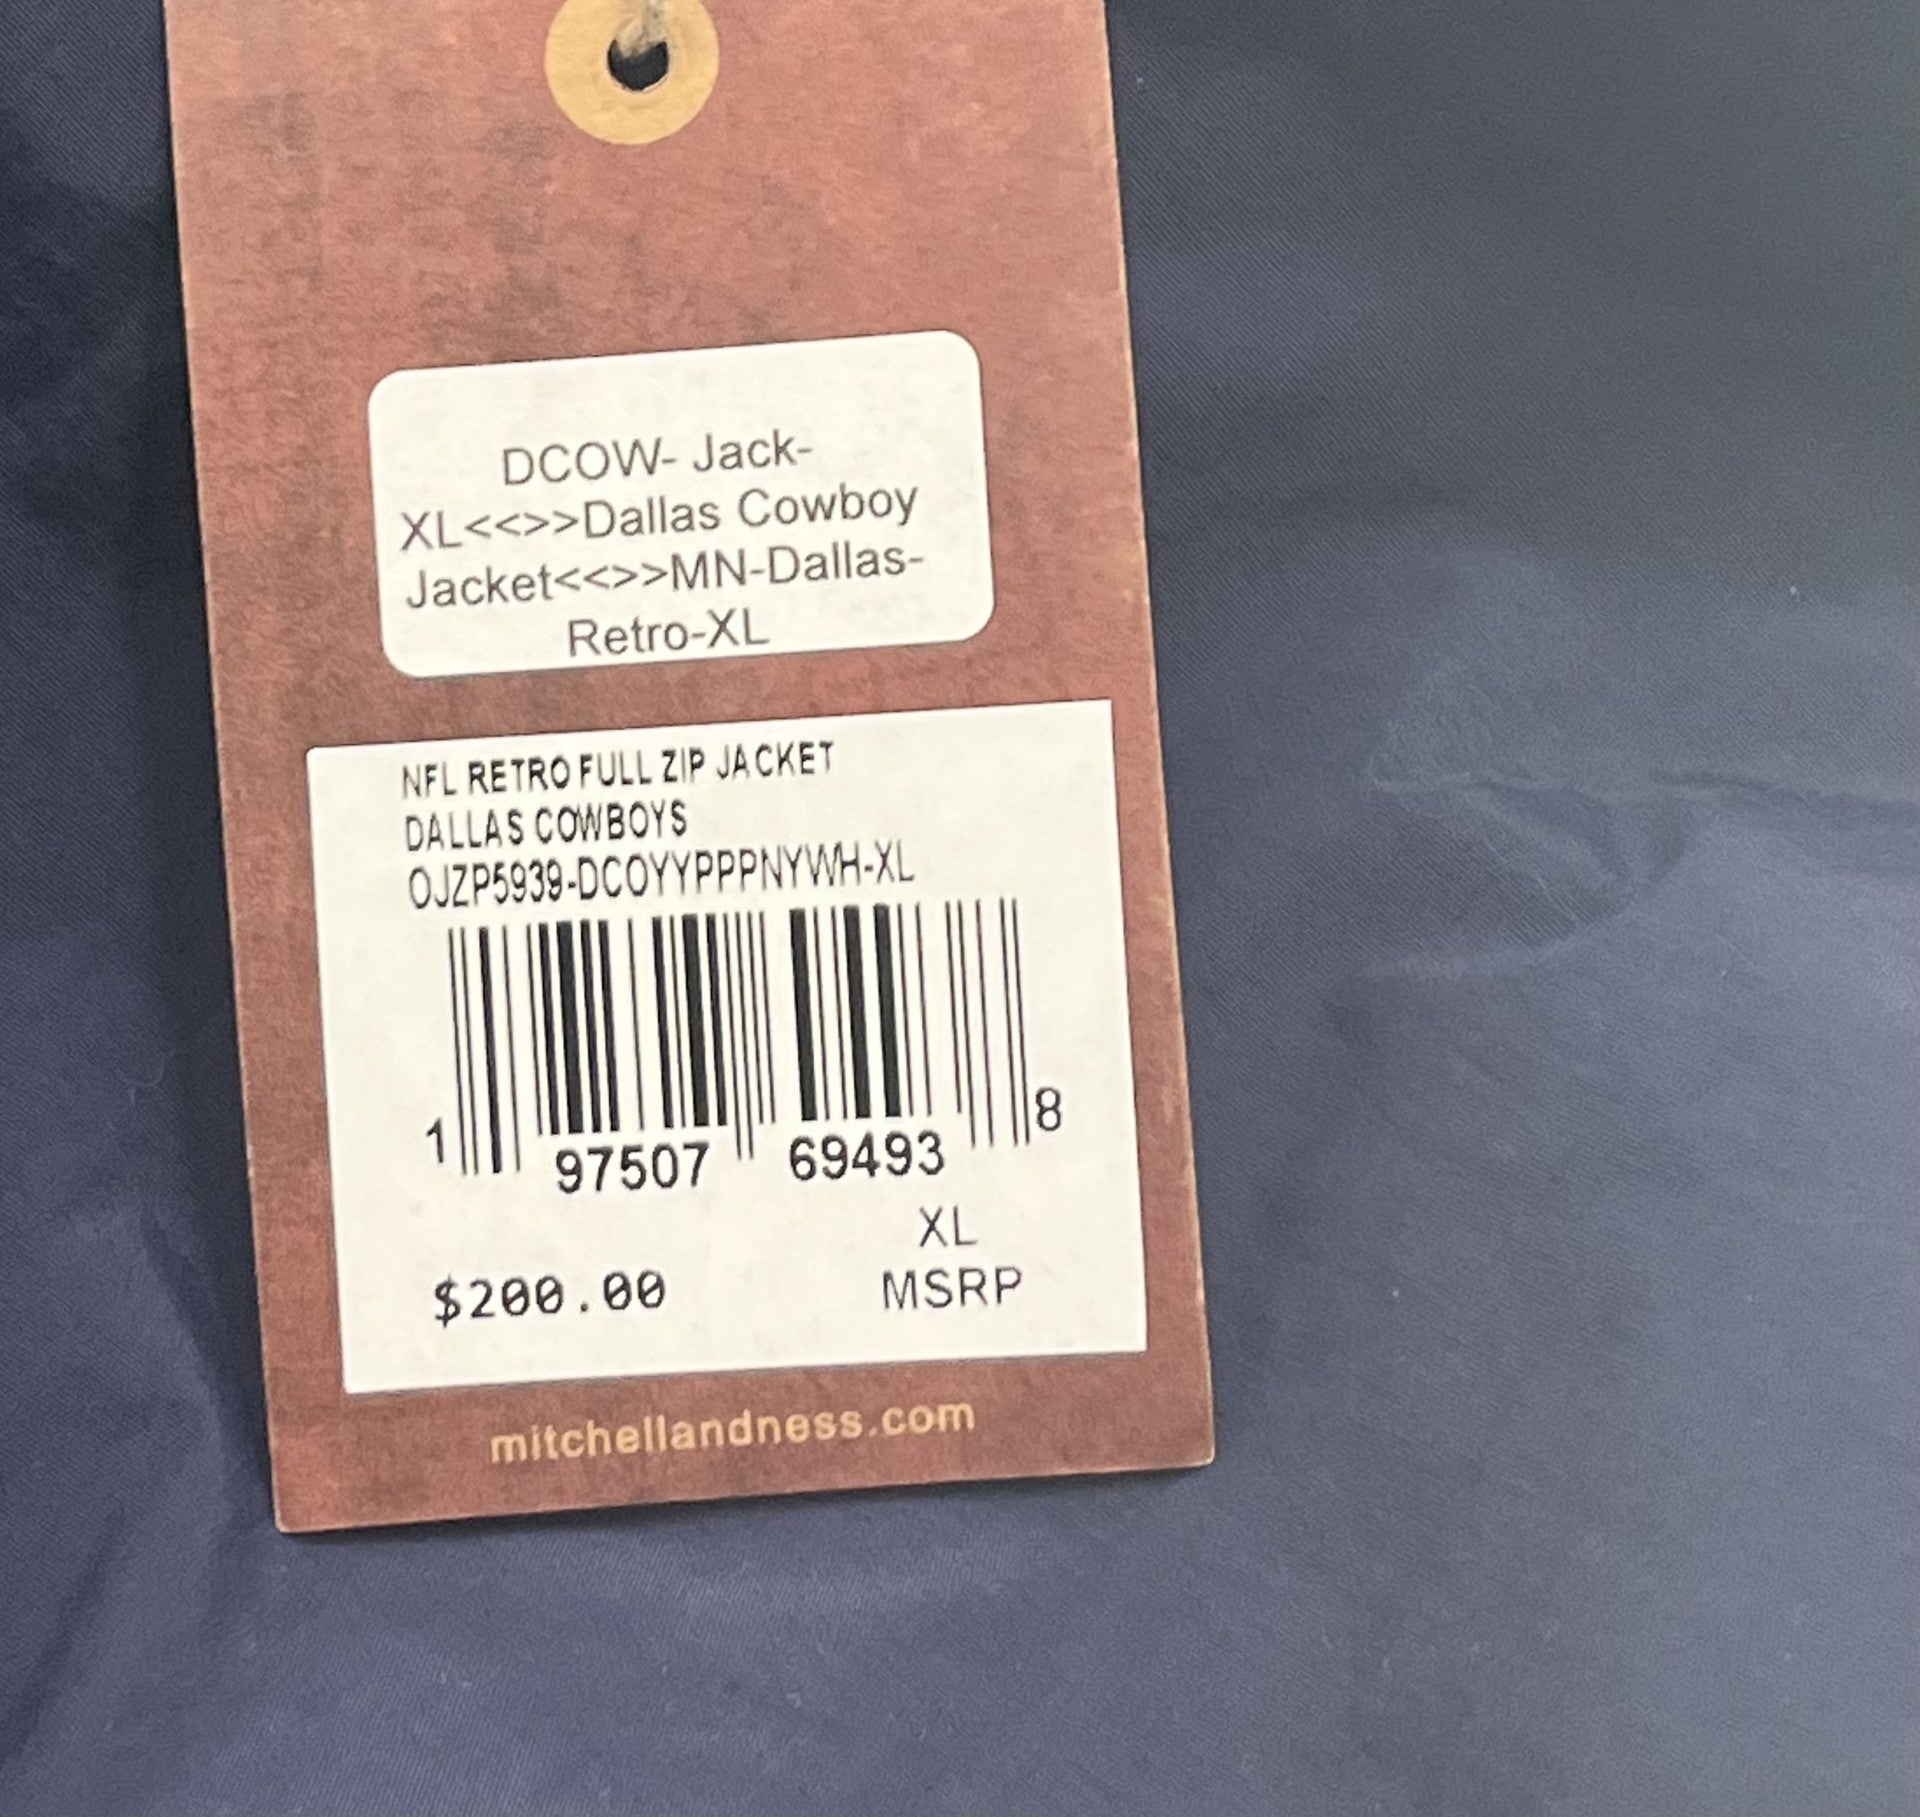 DCOW- Jack-
XL<<>>Dallas Cowboy
Jacket<<>>MN-Dallas-
Retro-XL
NFL RETRO FULL ZIP JACKET
DALLAS COWBOYS
OJZP5939-DCOYYPPPNYWH-XL
1 97507 69493 8
XL
$200.00 MSRP
mitchellandness.com